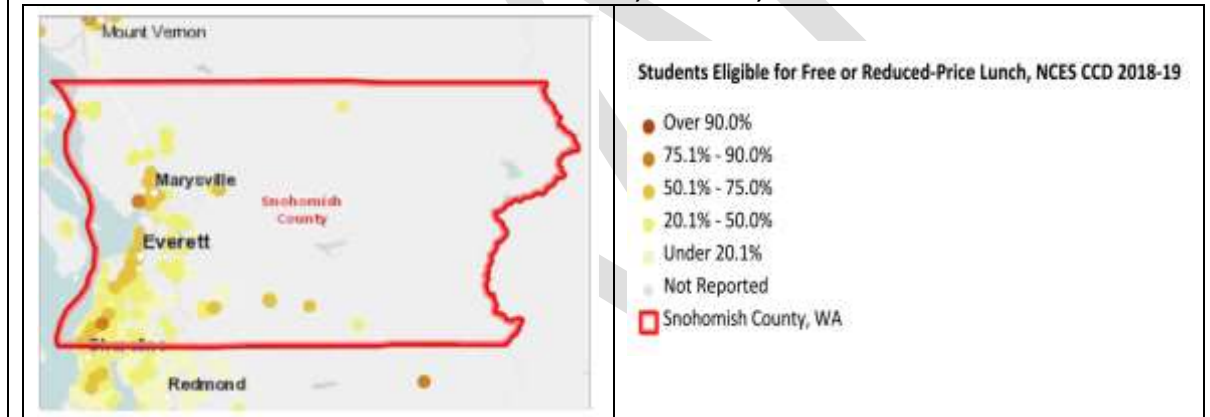 Mount Vernon
Marysville
Snohomish
County
Everett
Redmond
Students Eligible for Free or Reduced-Price Lunch, NCES CCD 2018-19
Over 90.0%
75.1% - 90.0%
50.1% - 75.0%
20.1% - 50.0%
Under 20.1%
Not Reported
Snohomish County, WA